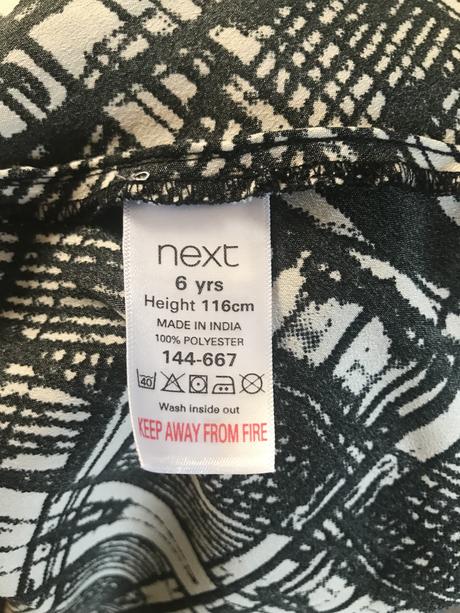 next
6 yrs
Height 116cm
MADE IN INDIA
100% POLYESTER
144-667
40
Wash inside out
KEEP AWAY FROM FIRE